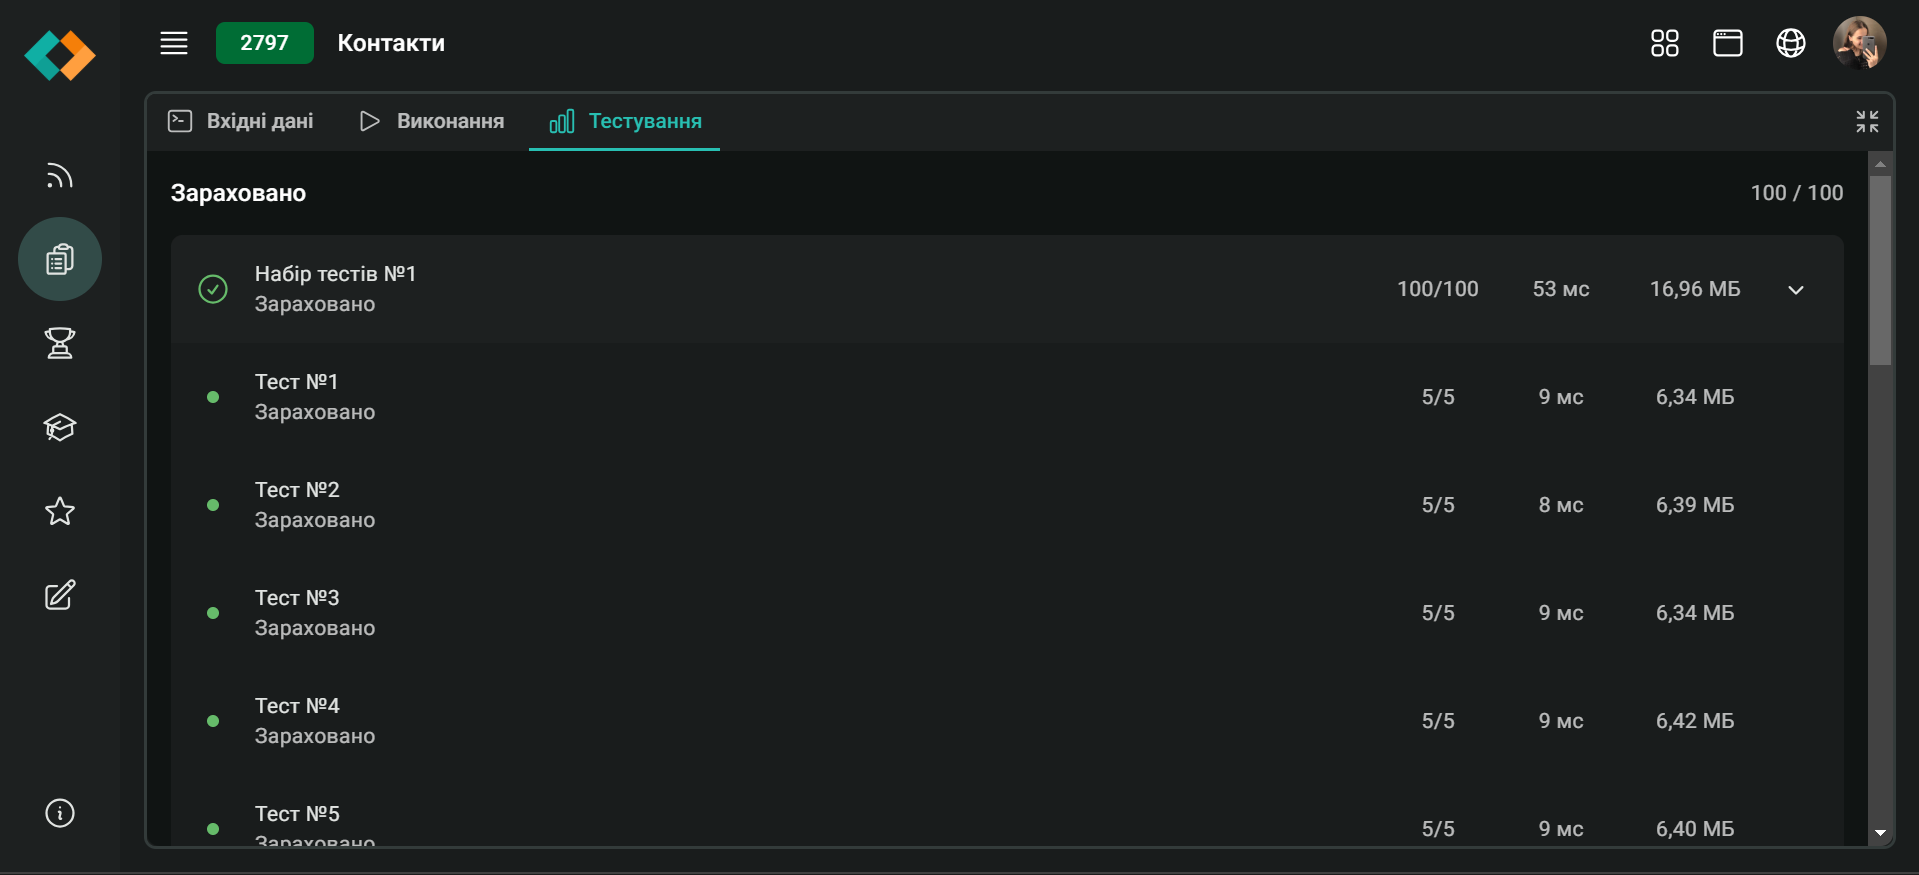 2797 Контакти
Вхідні дані Виконання Тестування
Зараховано 100 / 100
Набір тестів №1
Зараховано 100/100 53 мс 16,96 МБ
Тест №1
Зараховано 5/5 9 мс 6,34 МБ
Тест №2
Зараховано 5/5 8 мс 6,39 МБ
Тест №3
Зараховано 5/5 9 мс 6,34 МБ
Тест №4
Зараховано 5/5 9 мс 6,42 МБ
Тест №5
Зараховано 5/5 9 мс 6,40 МБ